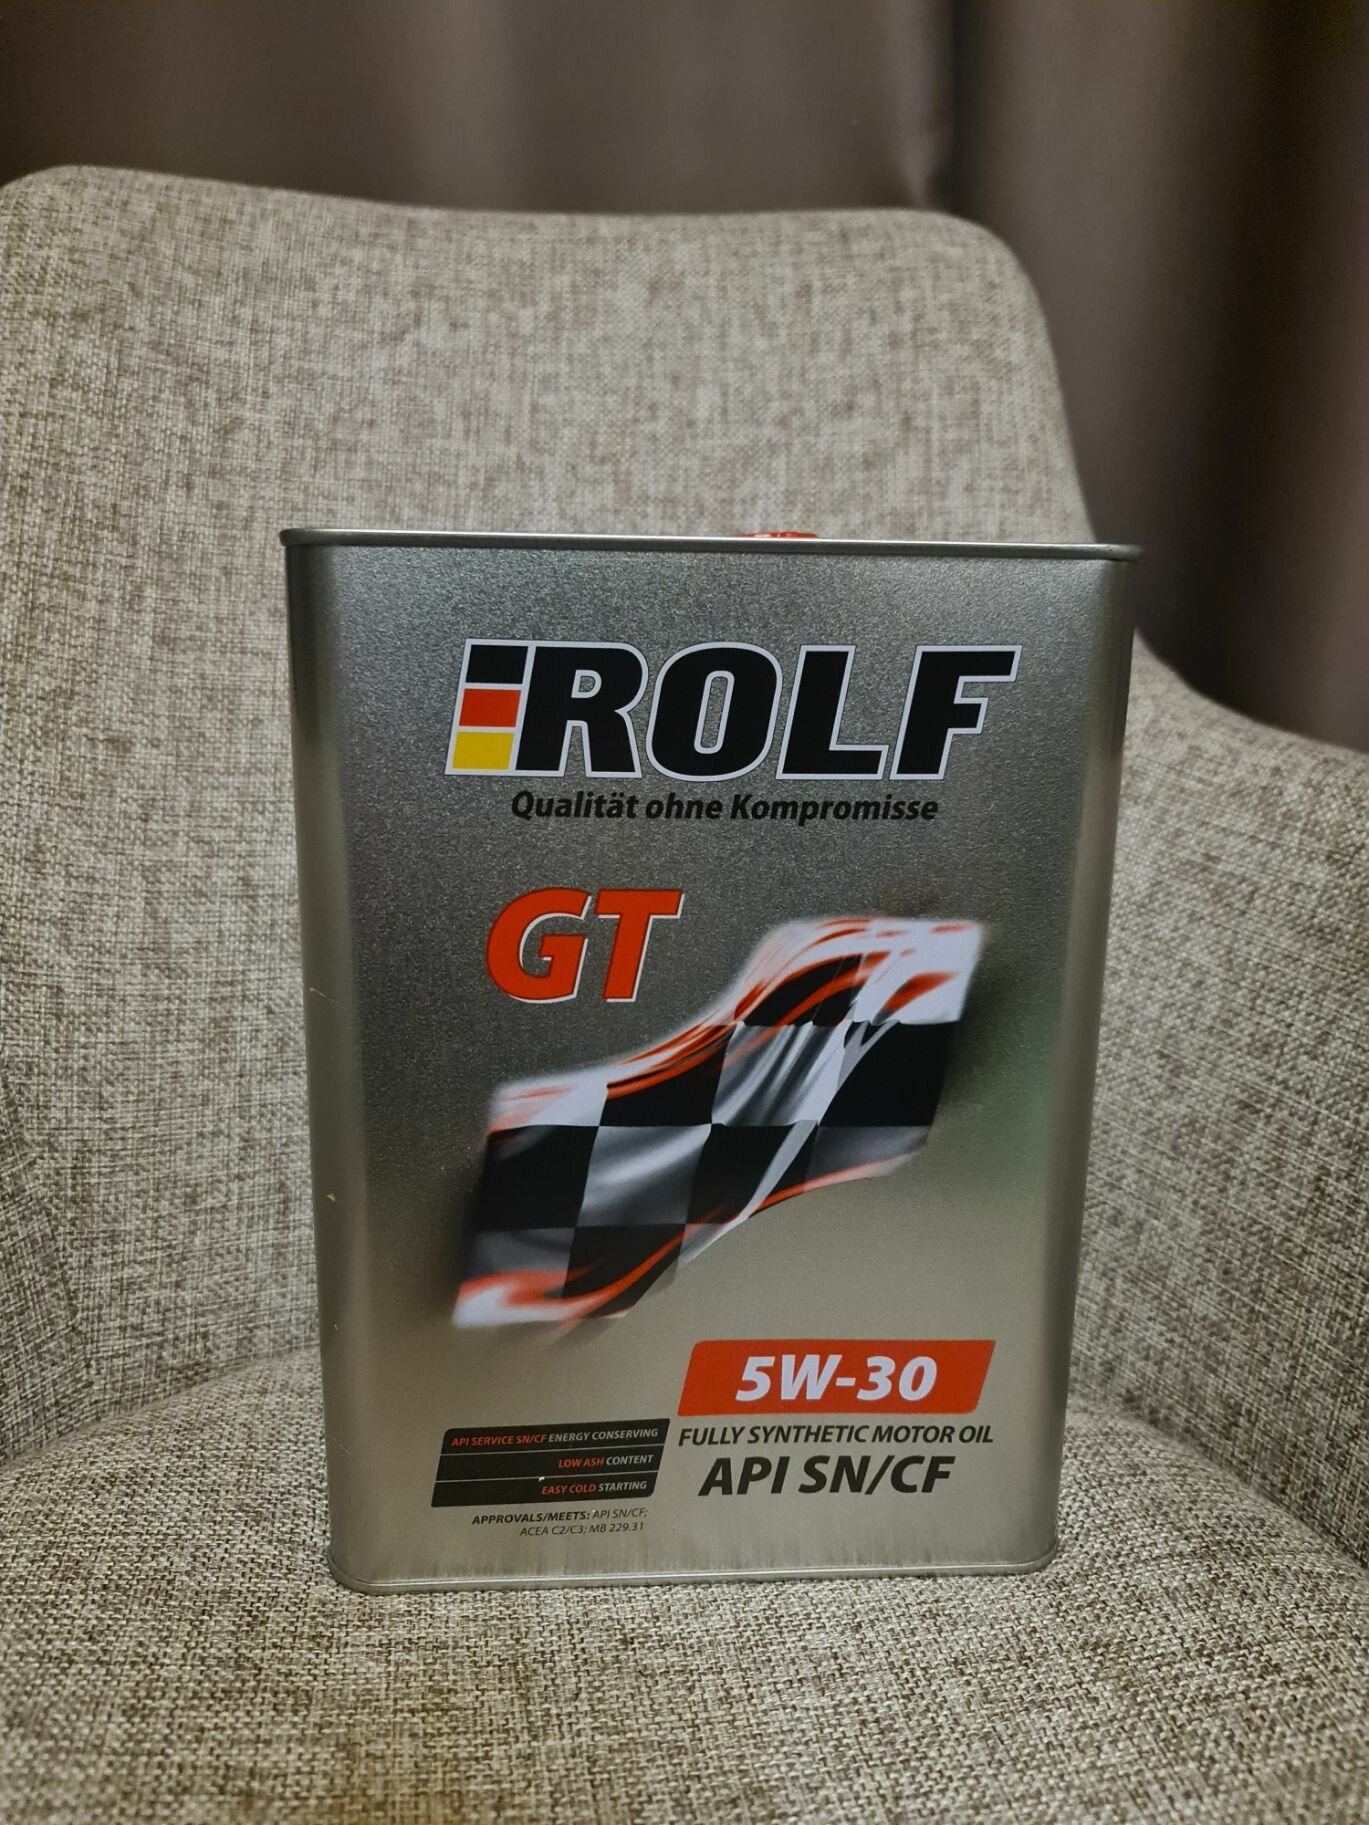 ROLF
Qualität ohne Kompromisse
GT
5W-30
FULLY SYNTHETIC MOTOR OIL
API SN/CF
API SERVICE SN/CF ENERGY CONSERVING
LOW ASH CONTENT
EASY COLD STARTING
APPROVALS/MEETS: API SN/CF;
ACEA C2/C3; MB 229.31